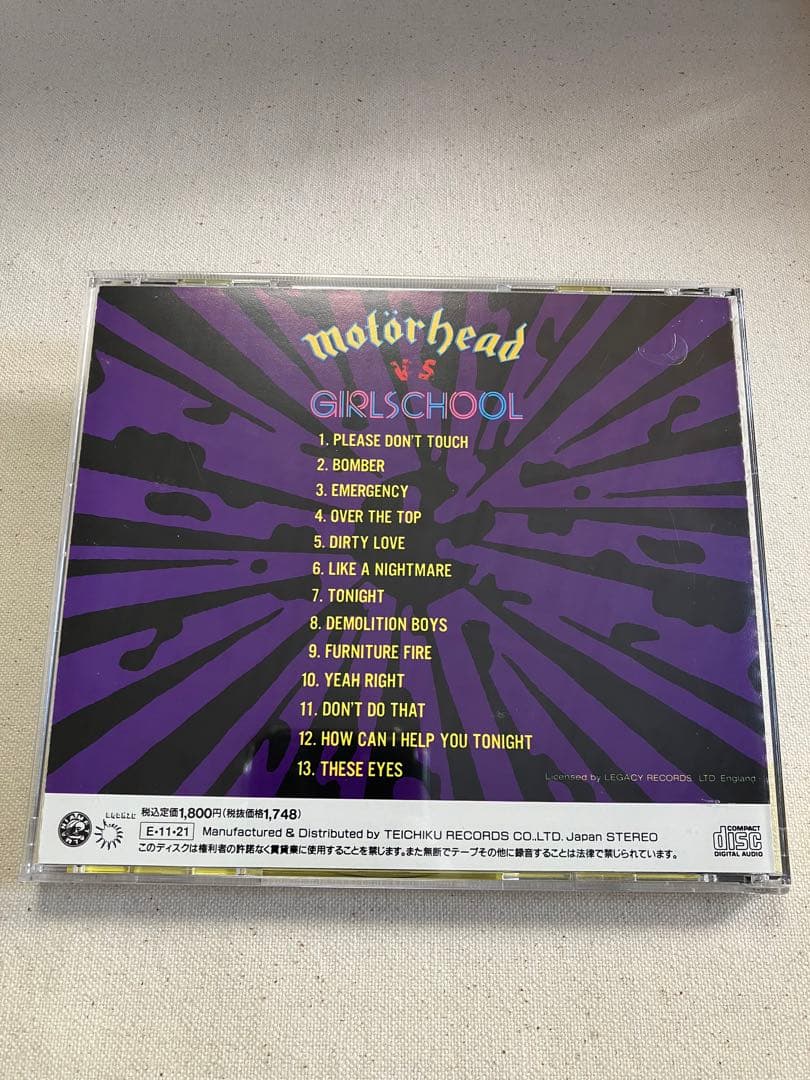 motörhead
VS
GIRLSCHOOL
1. PLEASE DON'T TOUCH
2. BOMBER
3. EMERGENCY
4. OVER THE TOP
5. DIRTY LOVE
6. LIKE A NIGHTMARE
7. TONIGHT
8. DEMOLITION BOYS
9. FURNITURE FIRE
10. YEAH RIGHT
11. DON'T DO THAT
12. HOW CAN I HELP YOU TONIGHT
13. THESE EYES
Licensed by LEGACY RECORDS LTD England
税込定価1,800円(税抜価格1,748)
E・11・21 Manufactured & Distributed by TEICHIKU RECORDS CO.,LTD. Japan STEREO
このディスクは権利者の許諾なく賃貸業に使用することを禁じます。また無断でテープその他に録音することは法律で禁じられています。
COMPACT
disc
DIGITAL AUDIO